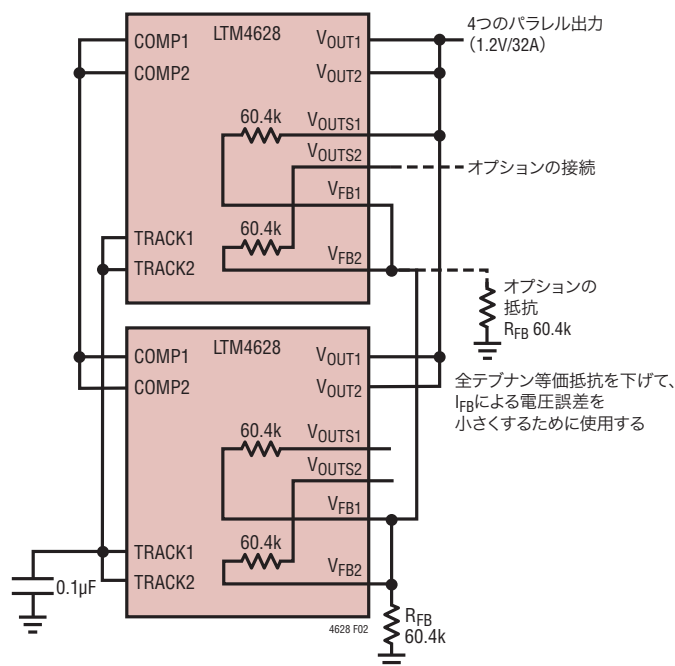 LTM4628
COMP1
COMP2
TRACK1
TRACK2
60.4k
60.4k
VOUT1
VOUT2
VOUTS1
VOUTS2
VFB1
VFB2
4つのパラレル出力
(1.2V/32A)
オプションの接続
オプションの
抵抗
RFB 60.4k
LTM4628
COMP1
COMP2
TRACK1
TRACK2
60.4k
60.4k
VOUT1
VOUT2
VOUTS1
VOUTS2
VFB1
VFB2
全テブナン等価抵抗を下げて、
IFBによる電圧誤差を
小さくするために使用する
0.1µF
RFB
60.4k
4628 F02